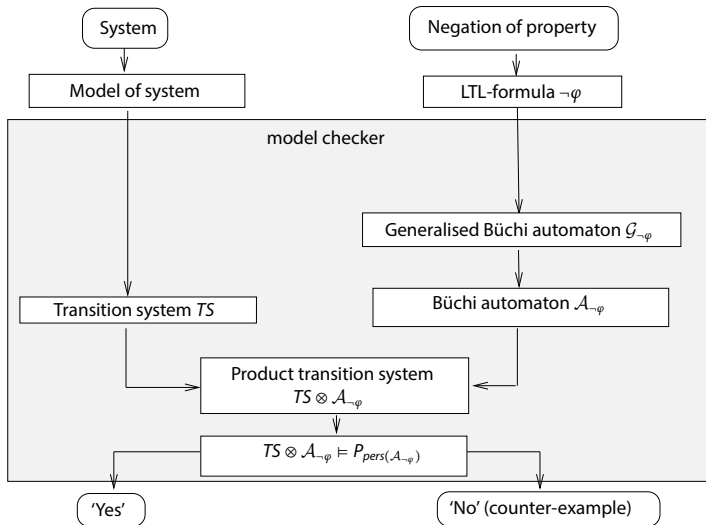 System
Negation of property
Model of system
LTL-formula ¬φ
model checker
Generalised Büchi automaton 𝒢¬φ
Transition system TS
Büchi automaton 𝒜¬φ
Product transition system
TS ⊗ 𝒜¬φ
TS ⊗ 𝒜¬φ ⊨ Ppers(𝒜¬φ)
‘Yes’
‘No’ (counter-example)